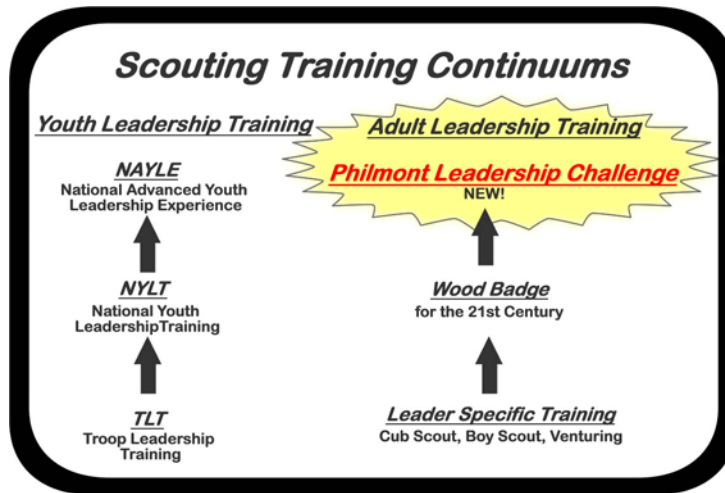 Scouting Training Continuums
Youth Leadership Training
NAYLE
National Advanced Youth
Leadership Experience
NYLT
National Youth
LeadershipTraining
TLT
Troop Leadership
Training
Adult Leadership Training
Philmont Leadership Challenge
NEW!
Wood Badge
for the 21st Century
Leader Specific Training
Cub Scout, Boy Scout, Venturing